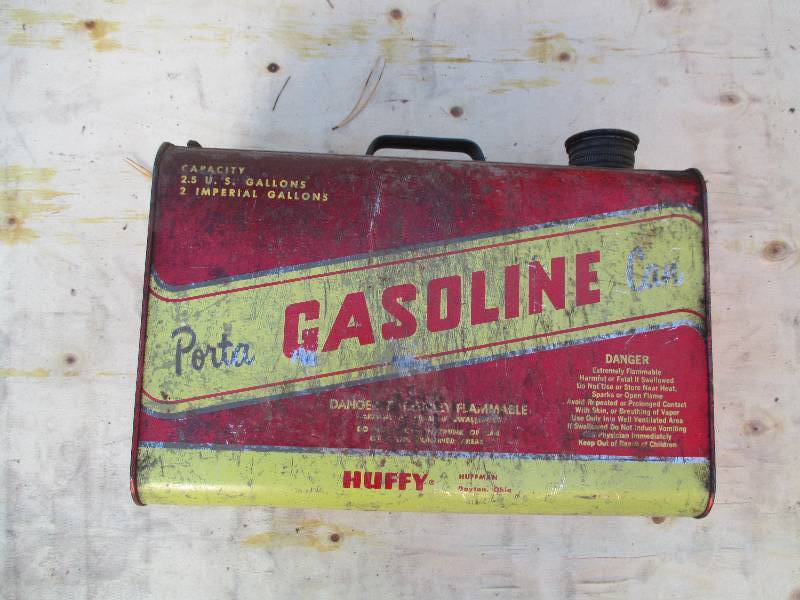 CAPACITY
2.5 U. S. GALLONS
2 IMPERIAL GALLONS
Porta GASOLINE Can
DANGER
Extremely Flammable
Harmful or Fatal If Swallowed
Do Not Use or Store Near Heat,
Sparks or Open Flame
Avoid Repeated or Prolonged Contact
With Skin, or Breathing of Vapor
Use Only in Well Ventilated Area
If Swallowed Do Not Induce Vomiting
Physician Immediately
Keep Out of Reach of Children
FLAMMABLE
HUFFY® HUFFMAN
Dayton, Ohio